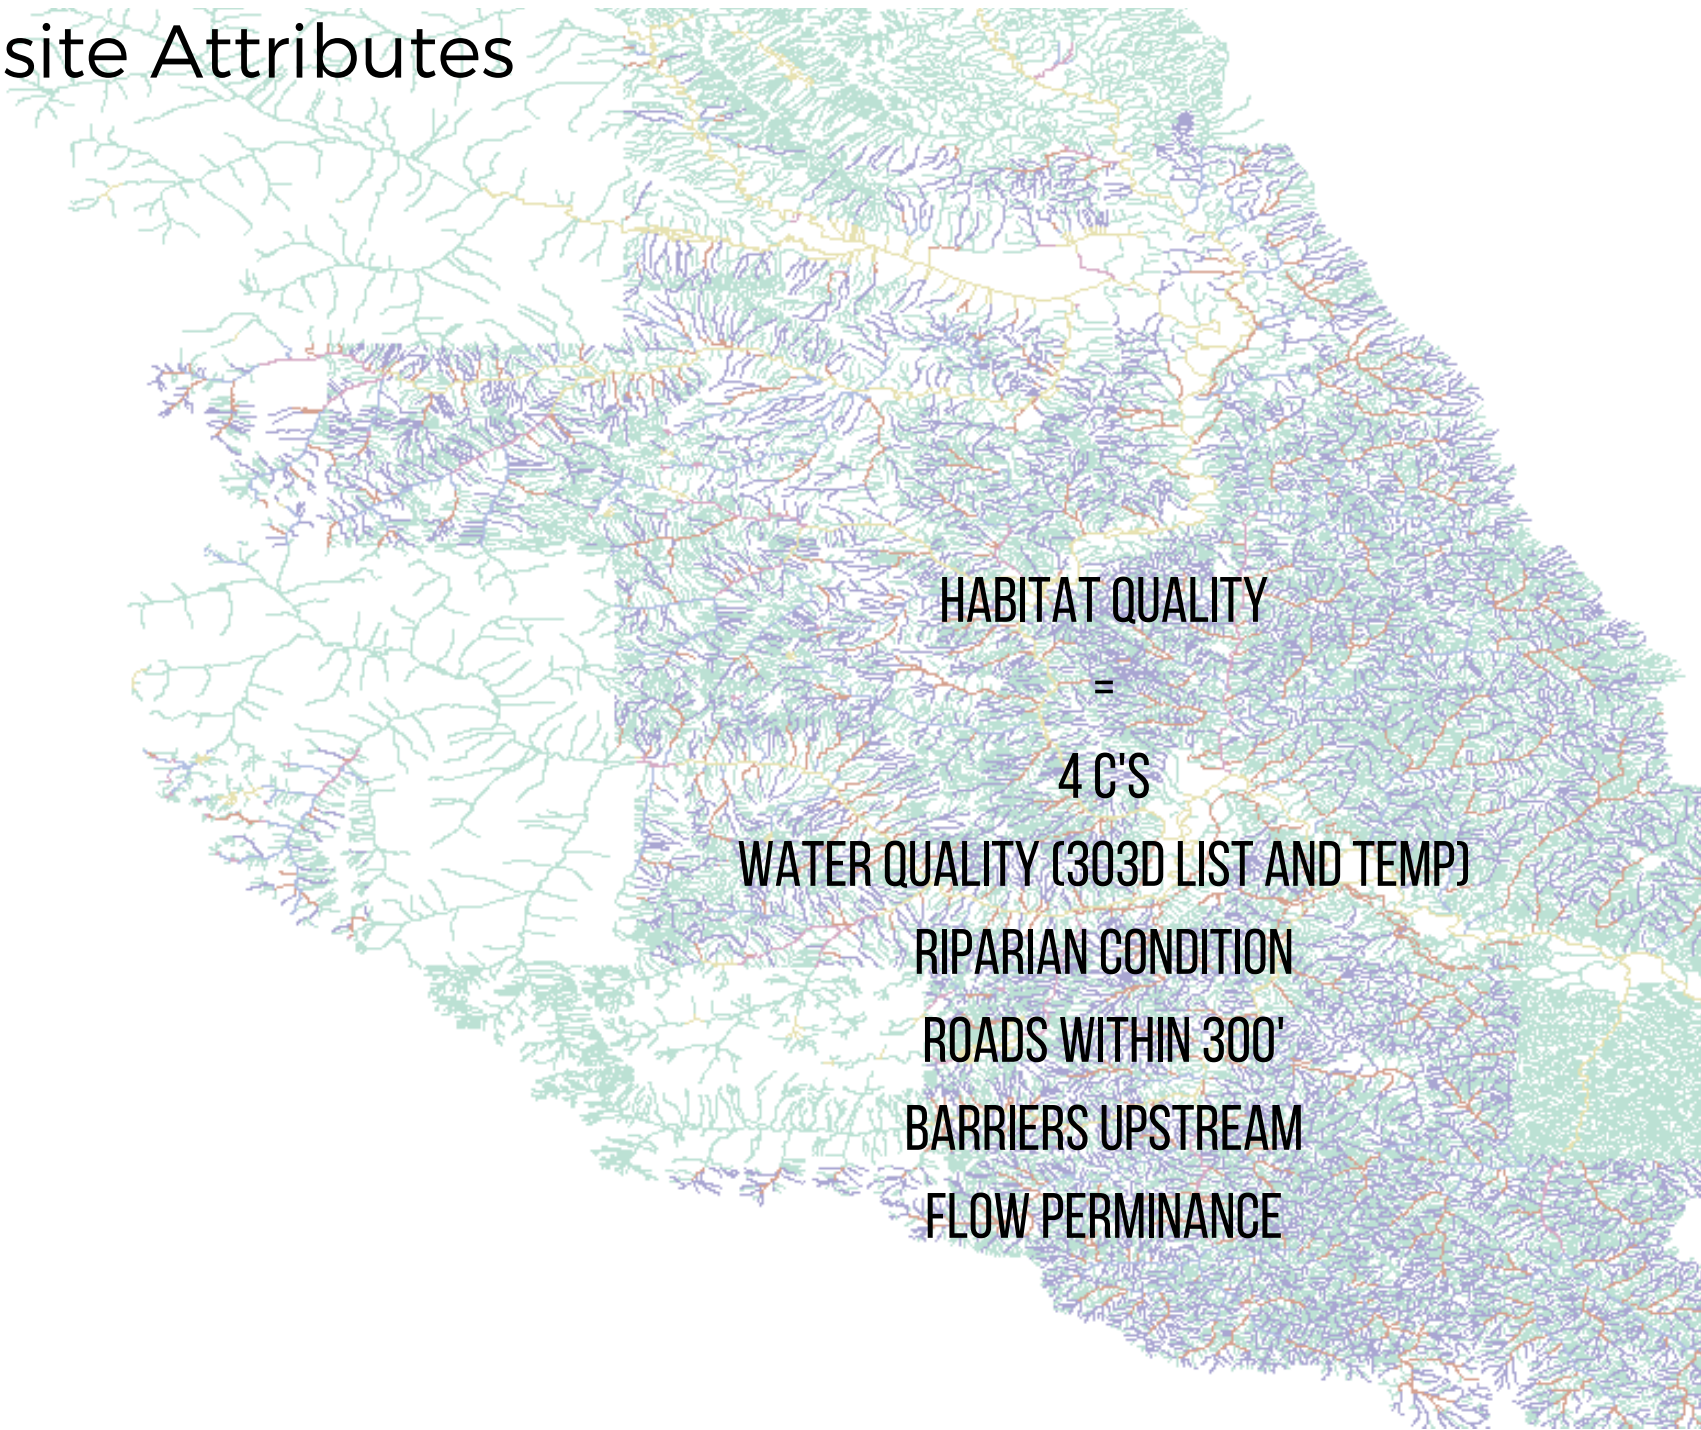 site Attributes
HABITAT QUALITY
=
4 C'S
WATER QUALITY (303D LIST AND TEMP)
RIPARIAN CONDITION
ROADS WITHIN 300'
BARRIERS UPSTREAM
FLOW PERMINANCE